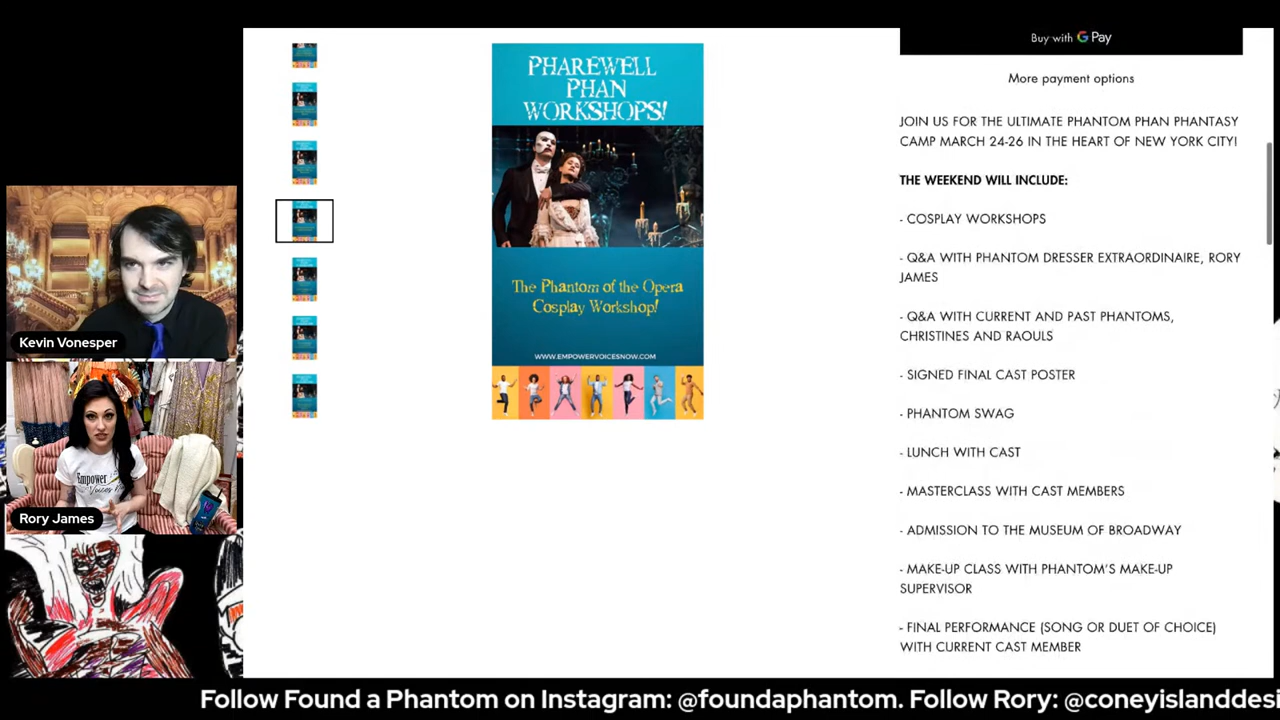 Buy with G Pay
More payment options
PHAREWELL
PHAN
WORKSHOPS!
The Phantom of the Opera
Cosplay Workshop!
WWW.EMPOWERVOICESNOW.COM
JOIN US FOR THE ULTIMATE PHANTOM PHAN PHANTASY
CAMP MARCH 24-26 IN THE HEART OF NEW YORK CITY!
THE WEEKEND WILL INCLUDE:
- COSPLAY WORKSHOPS
- Q&A WITH PHANTOM DRESSER EXTRAORDINAIRE, RORY
JAMES
- Q&A WITH CURRENT AND PAST PHANTOMS,
CHRISTINES AND RAOULS
- SIGNED FINAL CAST POSTER
- PHANTOM SWAG
- LUNCH WITH CAST
- MASTERCLASS WITH CAST MEMBERS
- ADMISSION TO THE MUSEUM OF BROADWAY
- MAKE-UP CLASS WITH PHANTOM'S MAKE-UP
SUPERVISOR
- FINAL PERFORMANCE (SONG OR DUET OF CHOICE)
WITH CURRENT CAST MEMBER
Kevin Vonesper
Empower
Rory James
Follow Found a Phantom on Instagram: @foundaphantom. Follow Rory: @coneyislanddesi